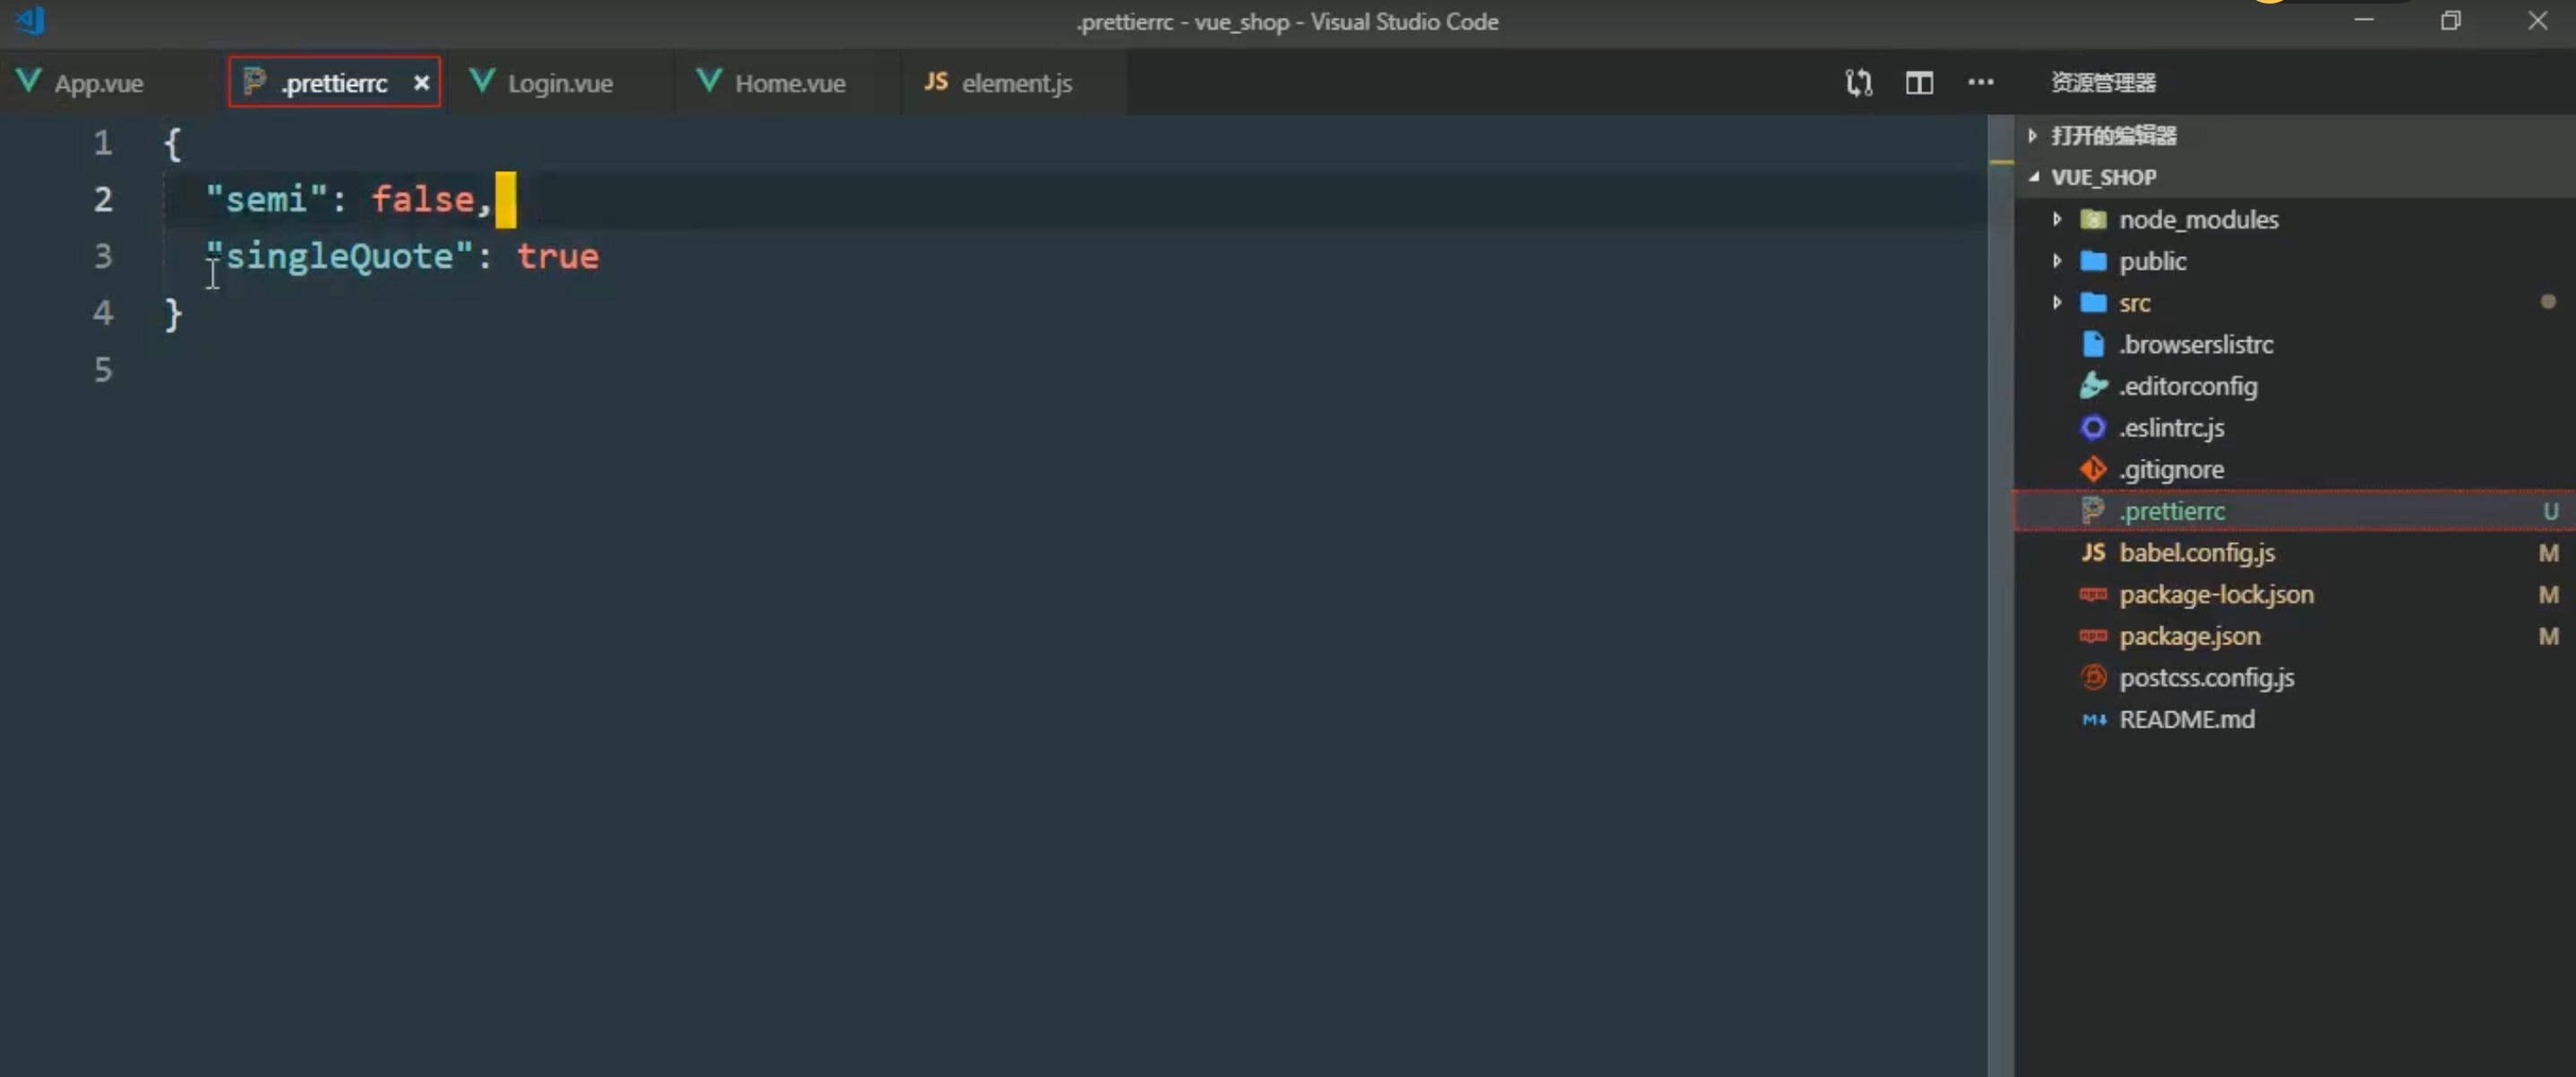 .prettierrc - vue_shop - Visual Studio Code
App.vue
.prettierrc
Login.vue
Home.vue
JS element.js
资源管理器
1 {
2 "semi": false,
3 "singleQuote": true
4 }
5
打开的编辑器
VUE_SHOP
node_modules
public
src
.browserslistrc
.editorconfig
.eslintrc.js
.gitignore
.prettierrc U
JS babel.config.js M
npm package-lock.json M
npm package.json M
postcss.config.js
M README.md